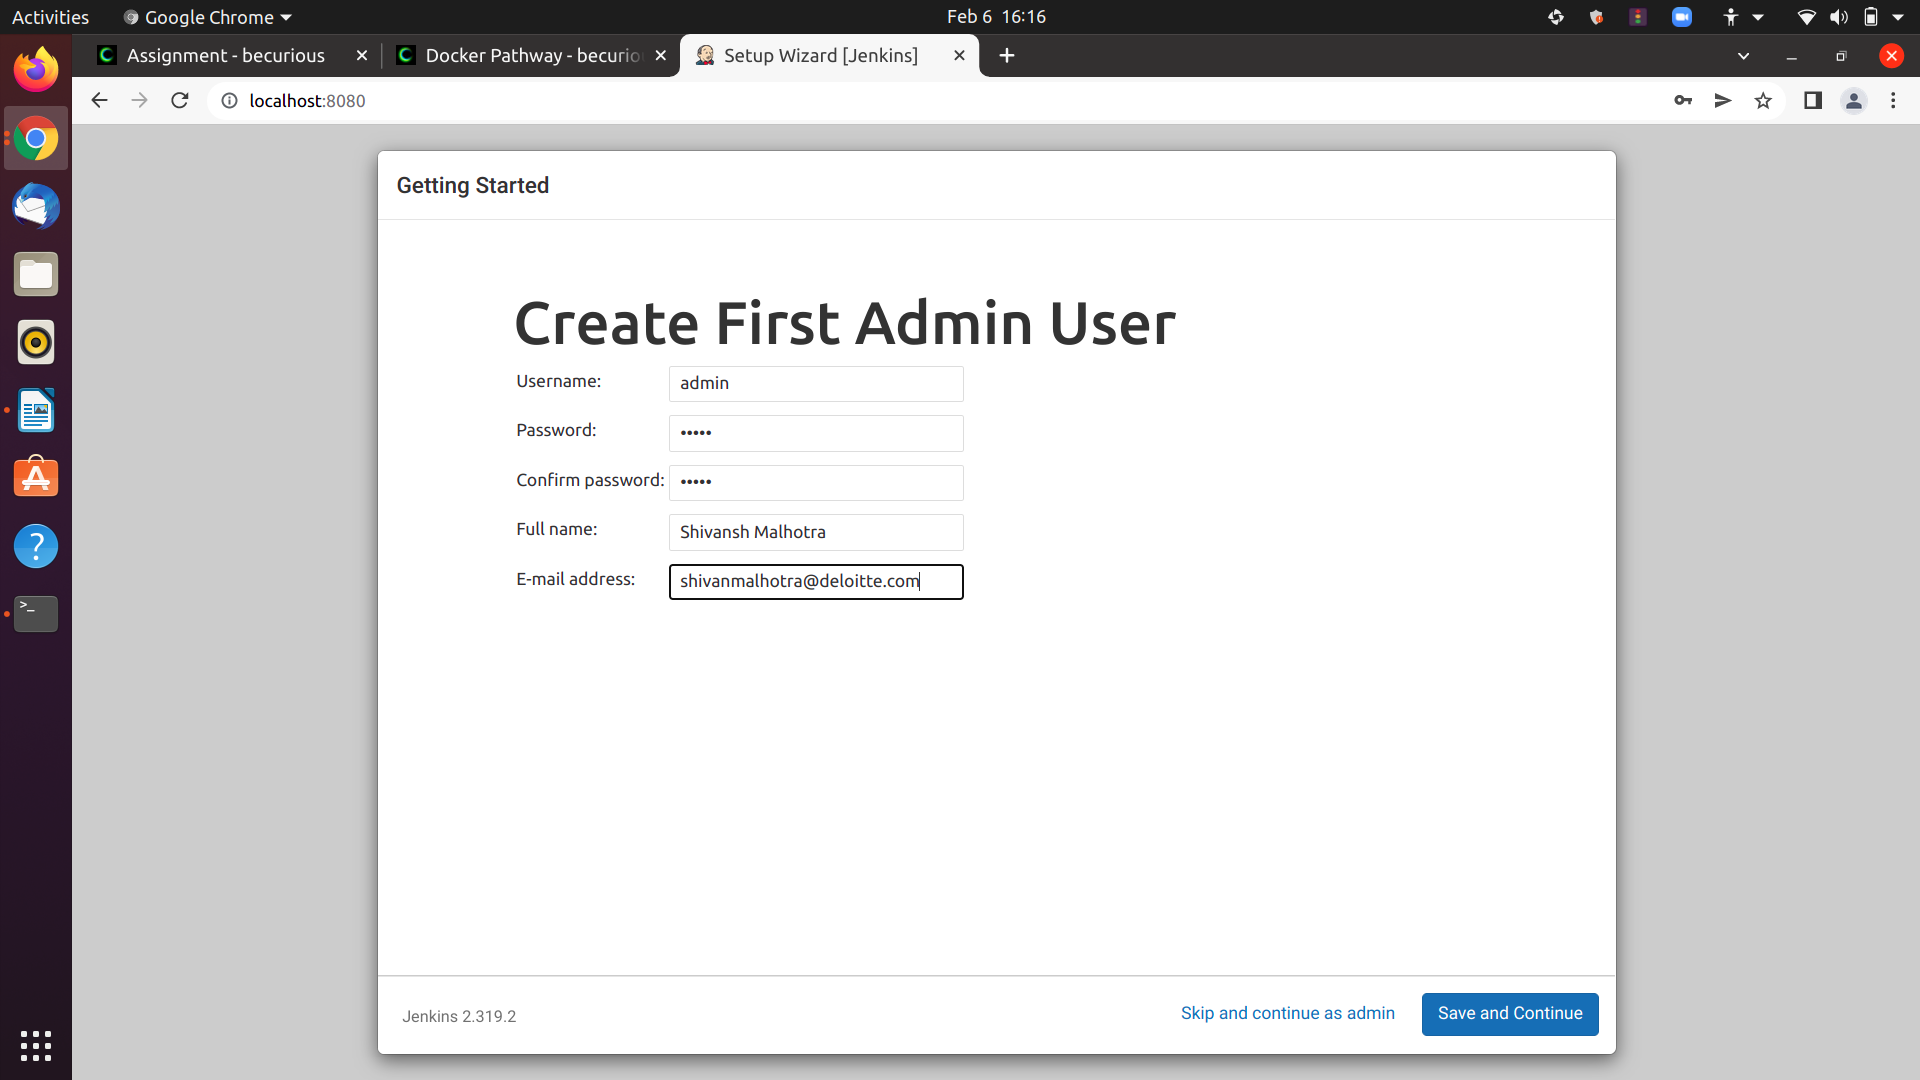 Activities Google Chrome Feb 6 16:16
Assignment - becurious Docker Pathway - becurio Setup Wizard [Jenkins]
localhost:8080
Getting Started
Create First Admin User
Username: admin
Password: •••••
Confirm password: •••••
Full name: Shivansh Malhotra
E-mail address: shivanmalhotra@deloitte.com
Jenkins 2.319.2 Skip and continue as admin Save and Continue